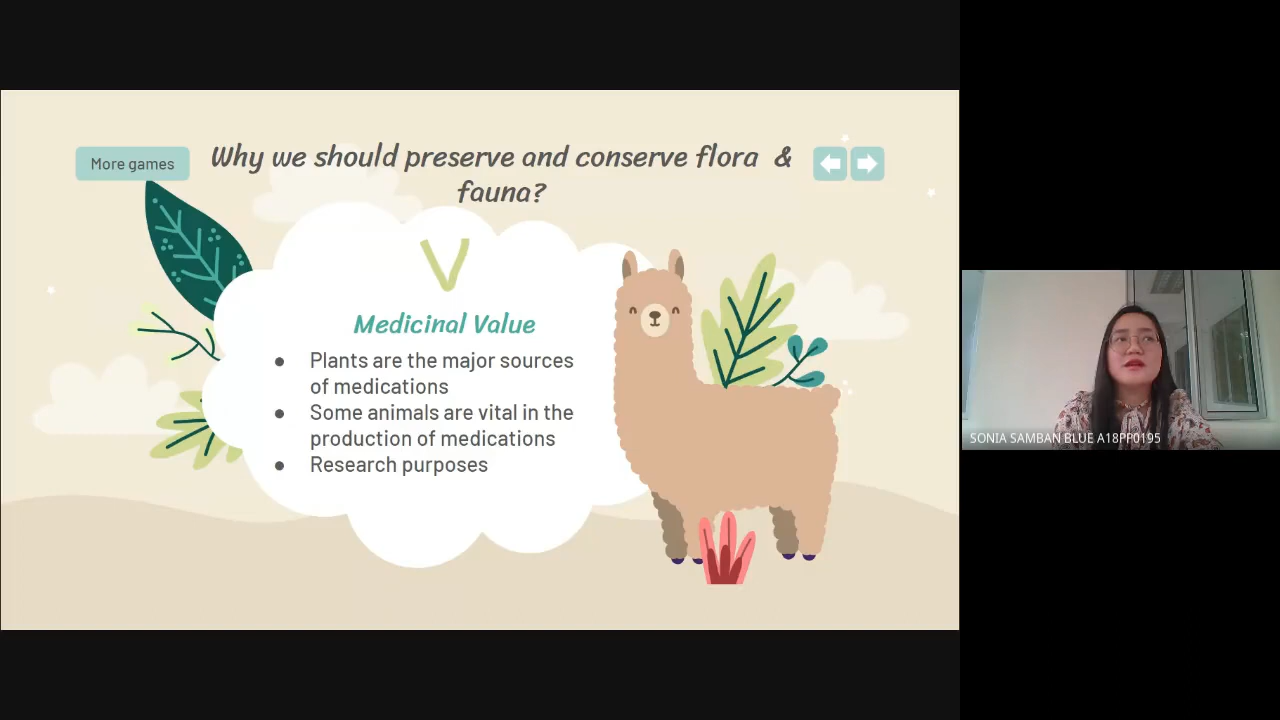 More games
Why we should preserve and conserve flora &
fauna?
V
Medicinal Value
● Plants are the major sources
of medications
● Some animals are vital in the
production of medications
● Research purposes
SONIA SAMBAN BLUE A18PP0195